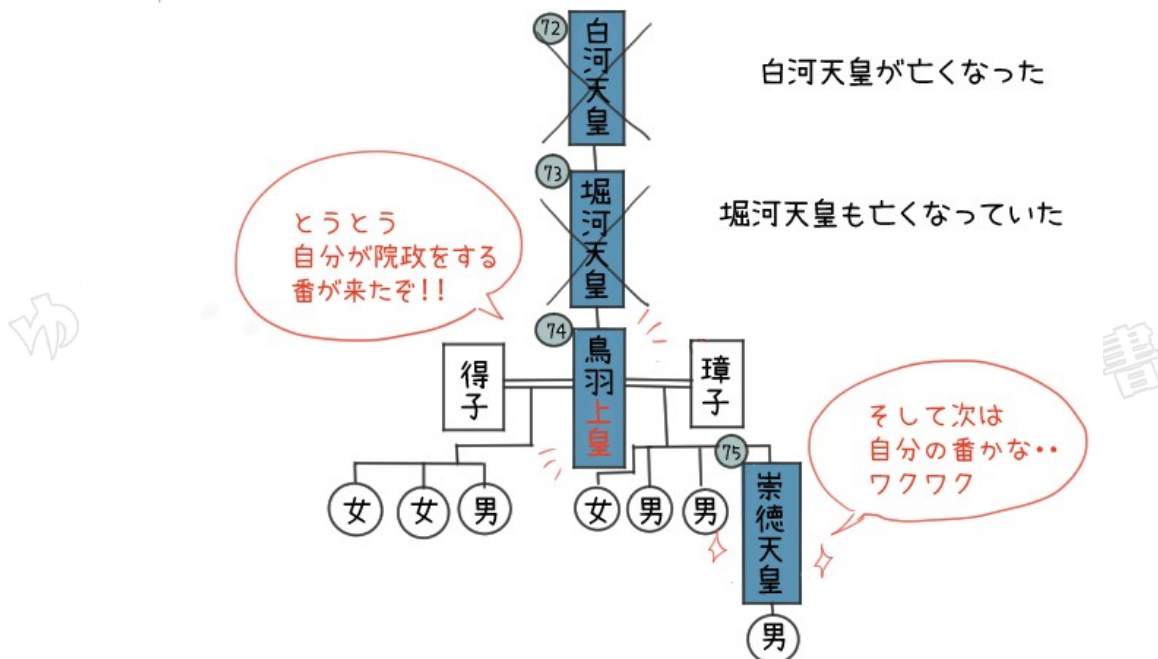 72
白河天皇
白河天皇が亡くなった
73
堀河天皇
堀河天皇も亡くなっていた
とうとう
自分が院政をする
番が来たぞ!!
74
鳥羽上皇
得子
璋子
そして次は
自分の番かな・・
ワクワク
75
崇徳天皇
女
女
男
女
男
男
男
ゆ
書